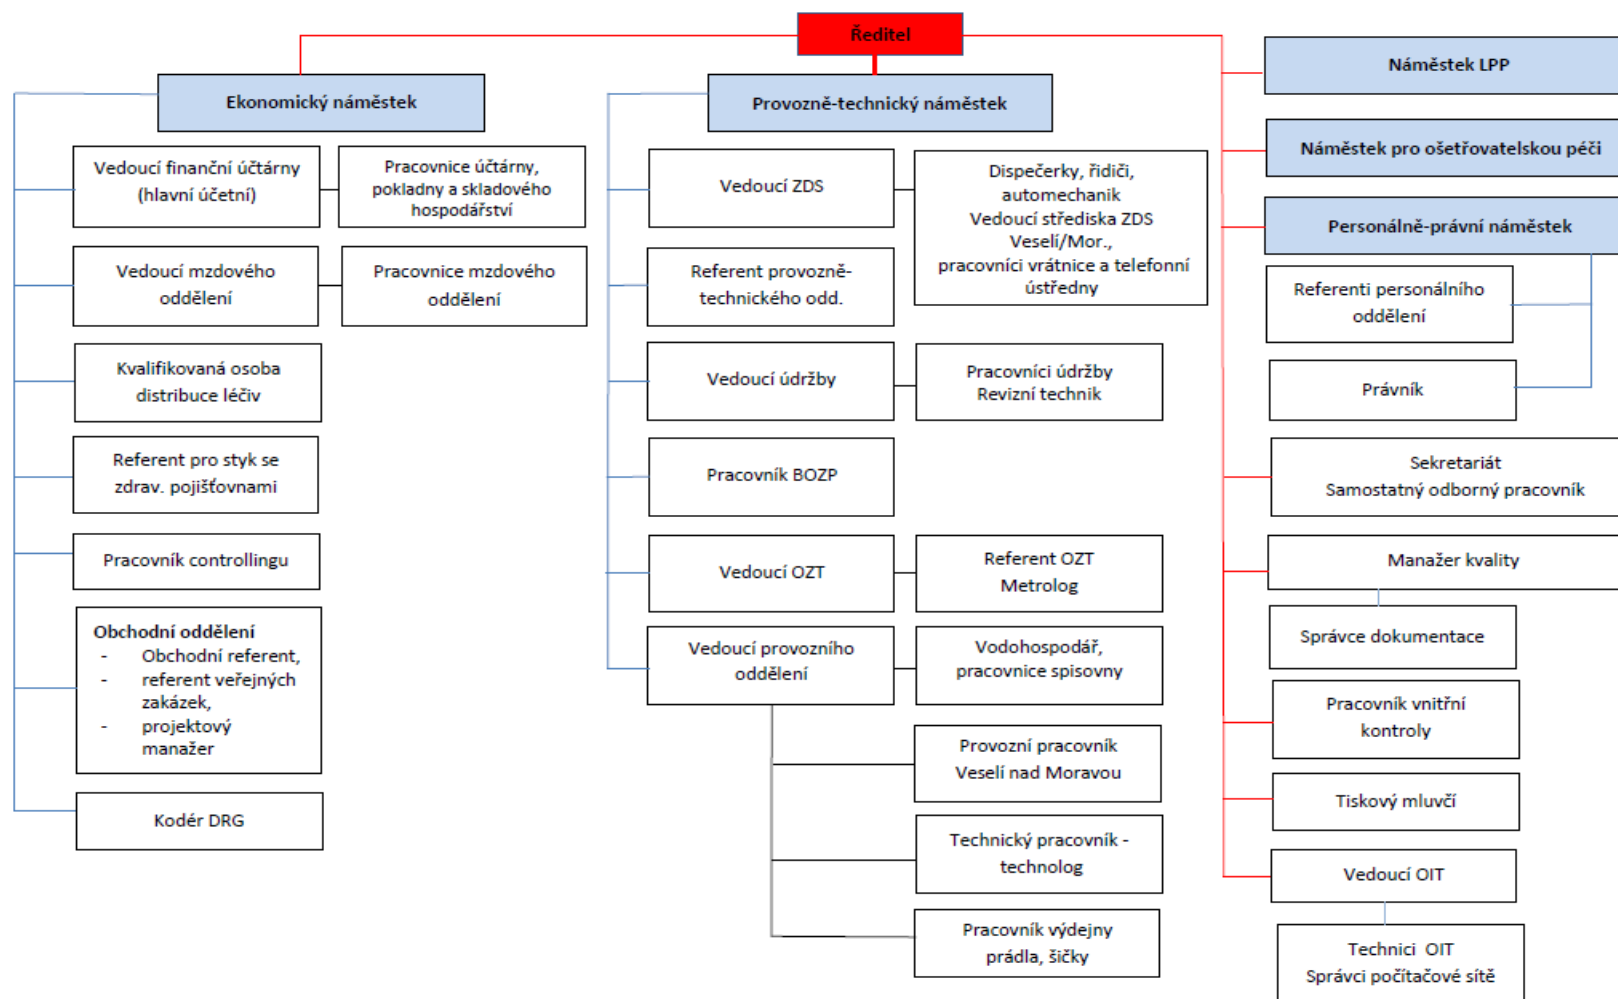 Ředitel
Ekonomický náměstek
Vedoucí finanční účtárny
(hlavní účetní)
Pracovnice účtárny,
pokladny a skladového
hospodářství
Vedoucí mzdového
oddělení
Pracovnice mzdového
oddělení
Kvalifikovaná osoba
distribuce léčiv
Referent pro styk se
zdrav. pojišťovnami
Pracovník controllingu
Obchodní oddělení
- Obchodní referent,
- referent veřejných
zakázek,
- projektový
manažer
Kodér DRG
Provozně-technický náměstek
Vedoucí ZDS
Dispečerky, řidiči,
automechanik
Vedoucí střediska ZDS
Veselí/Mor.,
pracovníci vrátnice a telefonní
ústředny
Referent provozně-
technického odd.
Vedoucí údržby
Pracovníci údržby
Revizní technik
Pracovník BOZP
Vedoucí OZT
Referent OZT
Metrolog
Vedoucí provozního
oddělení
Vodohospodář,
pracovnice spisovny
Provozní pracovník
Veselí nad Moravou
Technický pracovník -
technolog
Pracovník výdejny
prádla, šičky
Náměstek LPP
Náměstek pro ošetřovatelskou péči
Personálně-právní náměstek
Referenti personálního
oddělení
Právník
Sekretariát
Samostatný odborný pracovník
Manažer kvality
Správce dokumentace
Pracovník vnitřní
kontroly
Tiskový mluvčí
Vedoucí OIT
Technici OIT
Správci počítačové sítě